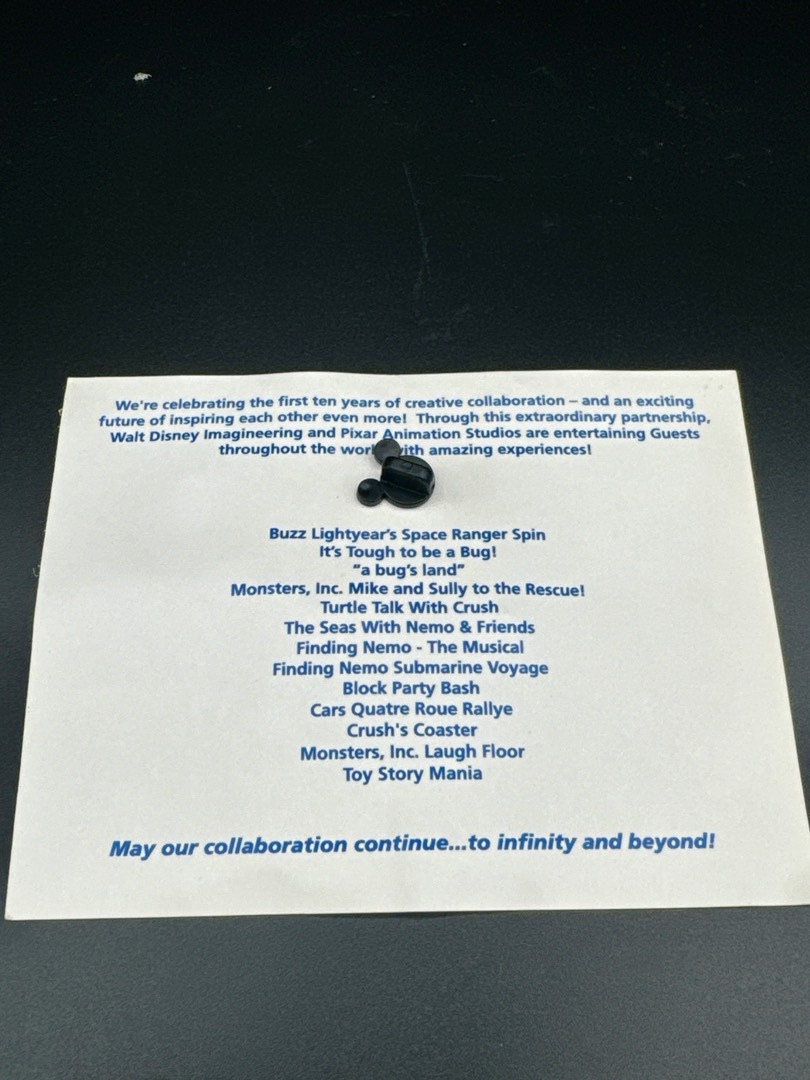 We're celebrating the first ten years of creative collaboration – and an exciting
future of inspiring each other even more! Through this extraordinary partnership,
Walt Disney Imagineering and Pixar Animation Studios are entertaining Guests
throughout the amazing experiences!
Buzz Lightyear's Space Ranger Spin
It's Tough to be a Bug!
"a bug's land"
Monsters, Inc. Mike and Sully to the Rescue!
Turtle Talk With Crush
The Seas With Nemo & Friends
Finding Nemo - The Musical
Finding Nemo Submarine Voyage
Block Party Bash
Cars Quatre Roue Rallye
Crush's Coaster
Monsters, Inc. Laugh Floor
Toy Story Mania
May our collaboration continue...to infinity and beyond!